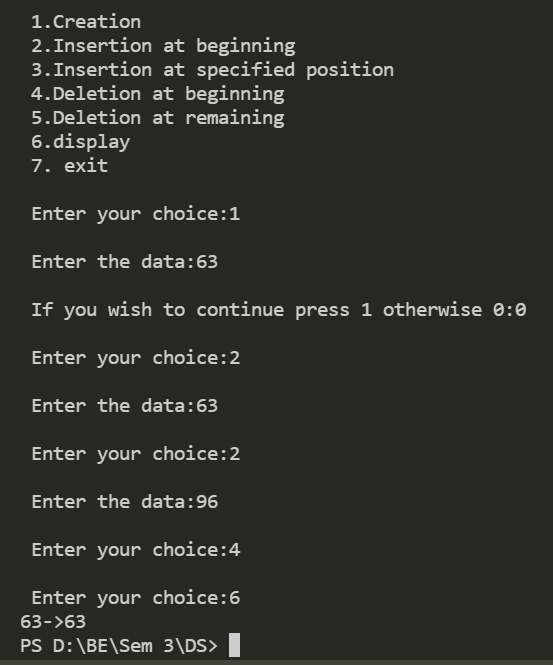 1.Creation
2.Insertion at beginning
3.Insertion at specified position
4.Deletion at beginning
5.Deletion at remaining
6.display
7. exit
Enter your choice:1
Enter the data:63
If you wish to continue press 1 otherwise 0:0
Enter your choice:2
Enter the data:63
Enter your choice:2
Enter the data:96
Enter your choice:4
Enter your choice:6
63->63
PS D:\BE\Sem 3\DS>